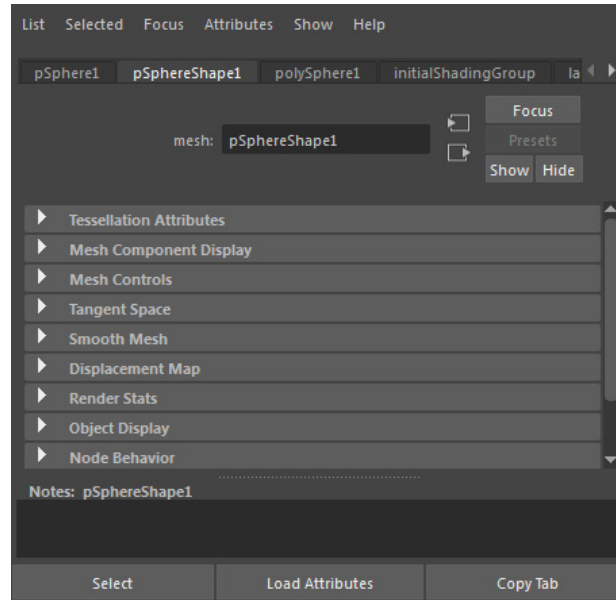 List Selected Focus Attributes Show Help
pSphere1 pSphereShape1 polySphere1 initialShadingGroup la
Focus
mesh: pSphereShape1
Presets
Show Hide
Tessellation Attributes
Mesh Component Display
Mesh Controls
Tangent Space
Smooth Mesh
Displacement Map
Render Stats
Object Display
Node Behavior
Notes: pSphereShape1
Select Load Attributes Copy Tab